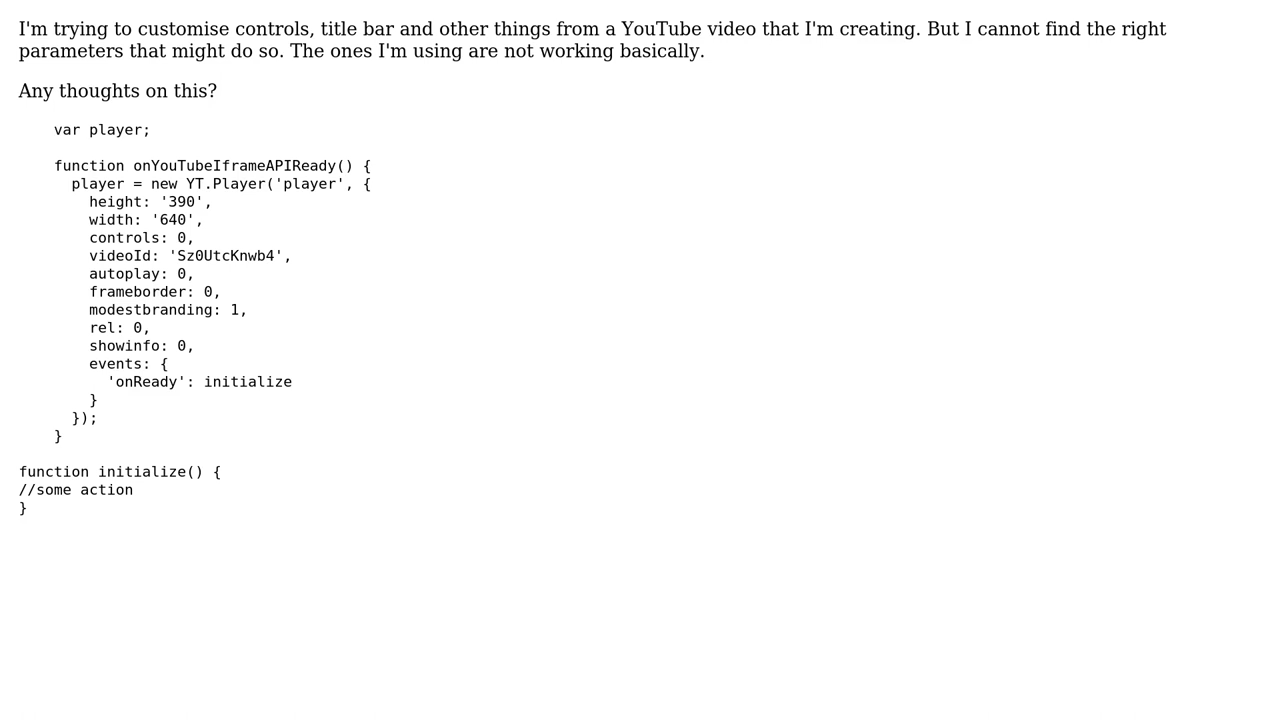 I'm trying to customise controls, title bar and other things from a YouTube video that I'm creating. But I cannot find the right
parameters that might do so. The ones I'm using are not working basically.
Any thoughts on this?
var player;
function onYouTubeIframeAPIReady() {
player = new YT.Player('player', {
height: '390',
width: '640',
controls: 0,
videoId: 'Sz0UtcKnwb4',
autoplay: 0,
frameborder: 0,
modestbranding: 1,
rel: 0,
showinfo: 0,
events: {
'onReady': initialize
}
});
}
function initialize() {
//some action
}